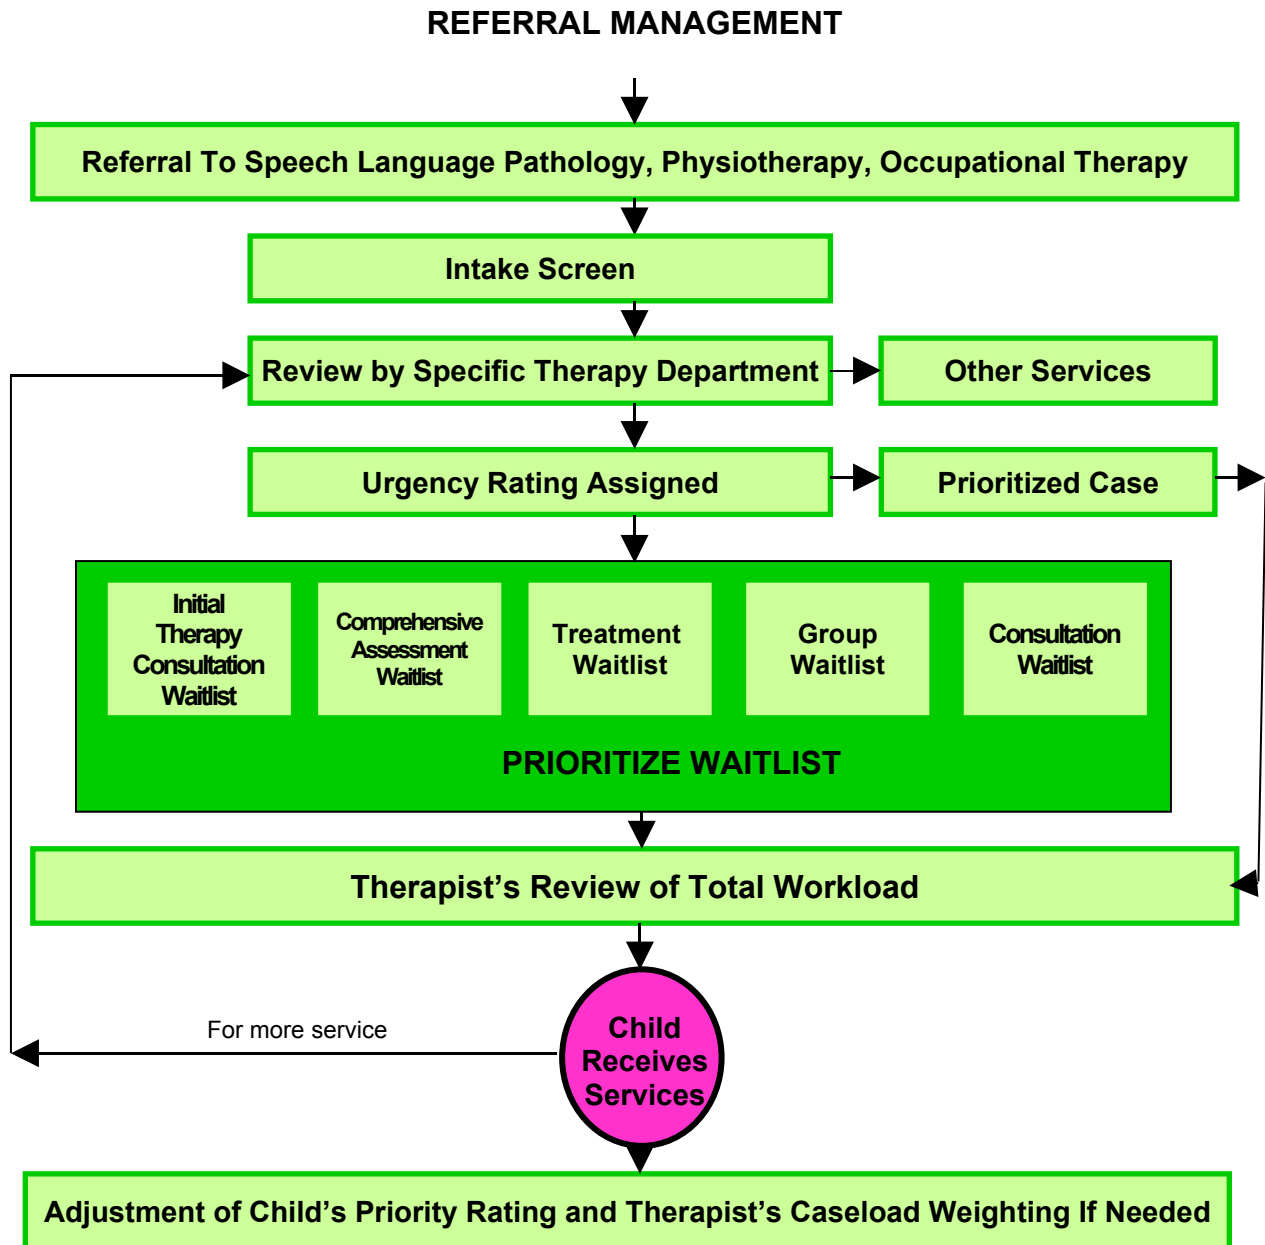 REFERRAL MANAGEMENT
Referral To Speech Language Pathology, Physiotherapy, Occupational Therapy
Intake Screen
Review by Specific Therapy Department
Other Services
Urgency Rating Assigned
Prioritized Case
Initial
Therapy
Consultation
Waitlist
Comprehensive
Assessment
Waitlist
Treatment
Waitlist
Group
Waitlist
Consultation
Waitlist
PRIORITIZE WAITLIST
Therapist’s Review of Total Workload
For more service
Child
Receives
Services
Adjustment of Child’s Priority Rating and Therapist’s Caseload Weighting If Needed